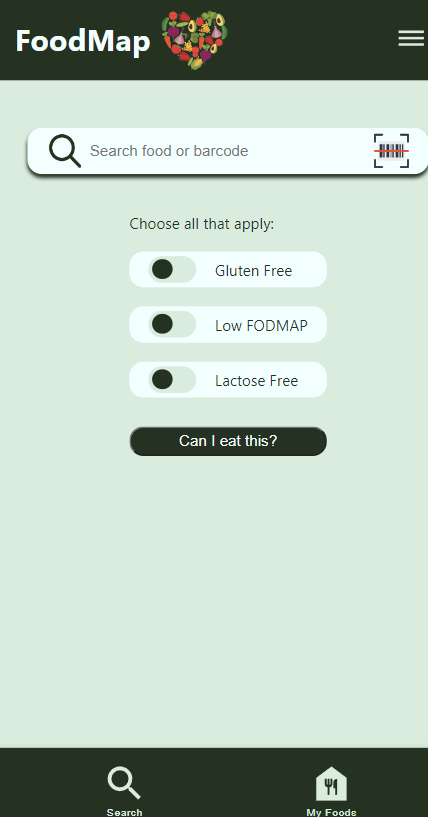 FoodMap
Search food or barcode
Choose all that apply:
Gluten Free
Low FODMAP
Lactose Free
Can I eat this?
Search
My Foods